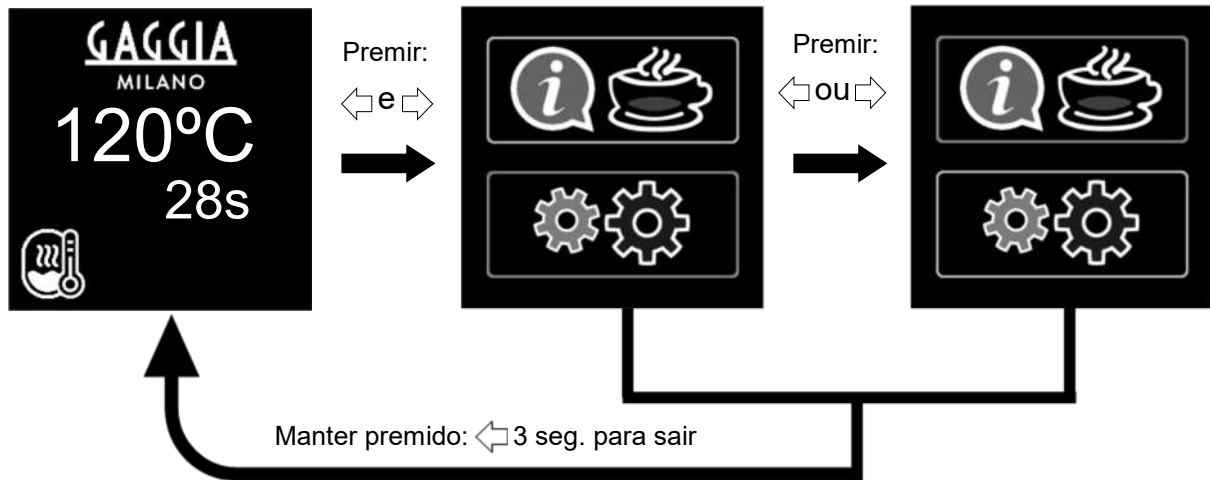 GAGGIA
MILANO
120ºC
28s
Premir:
e
Premir:
ou
i
Manter premido: 3 seg. para sair